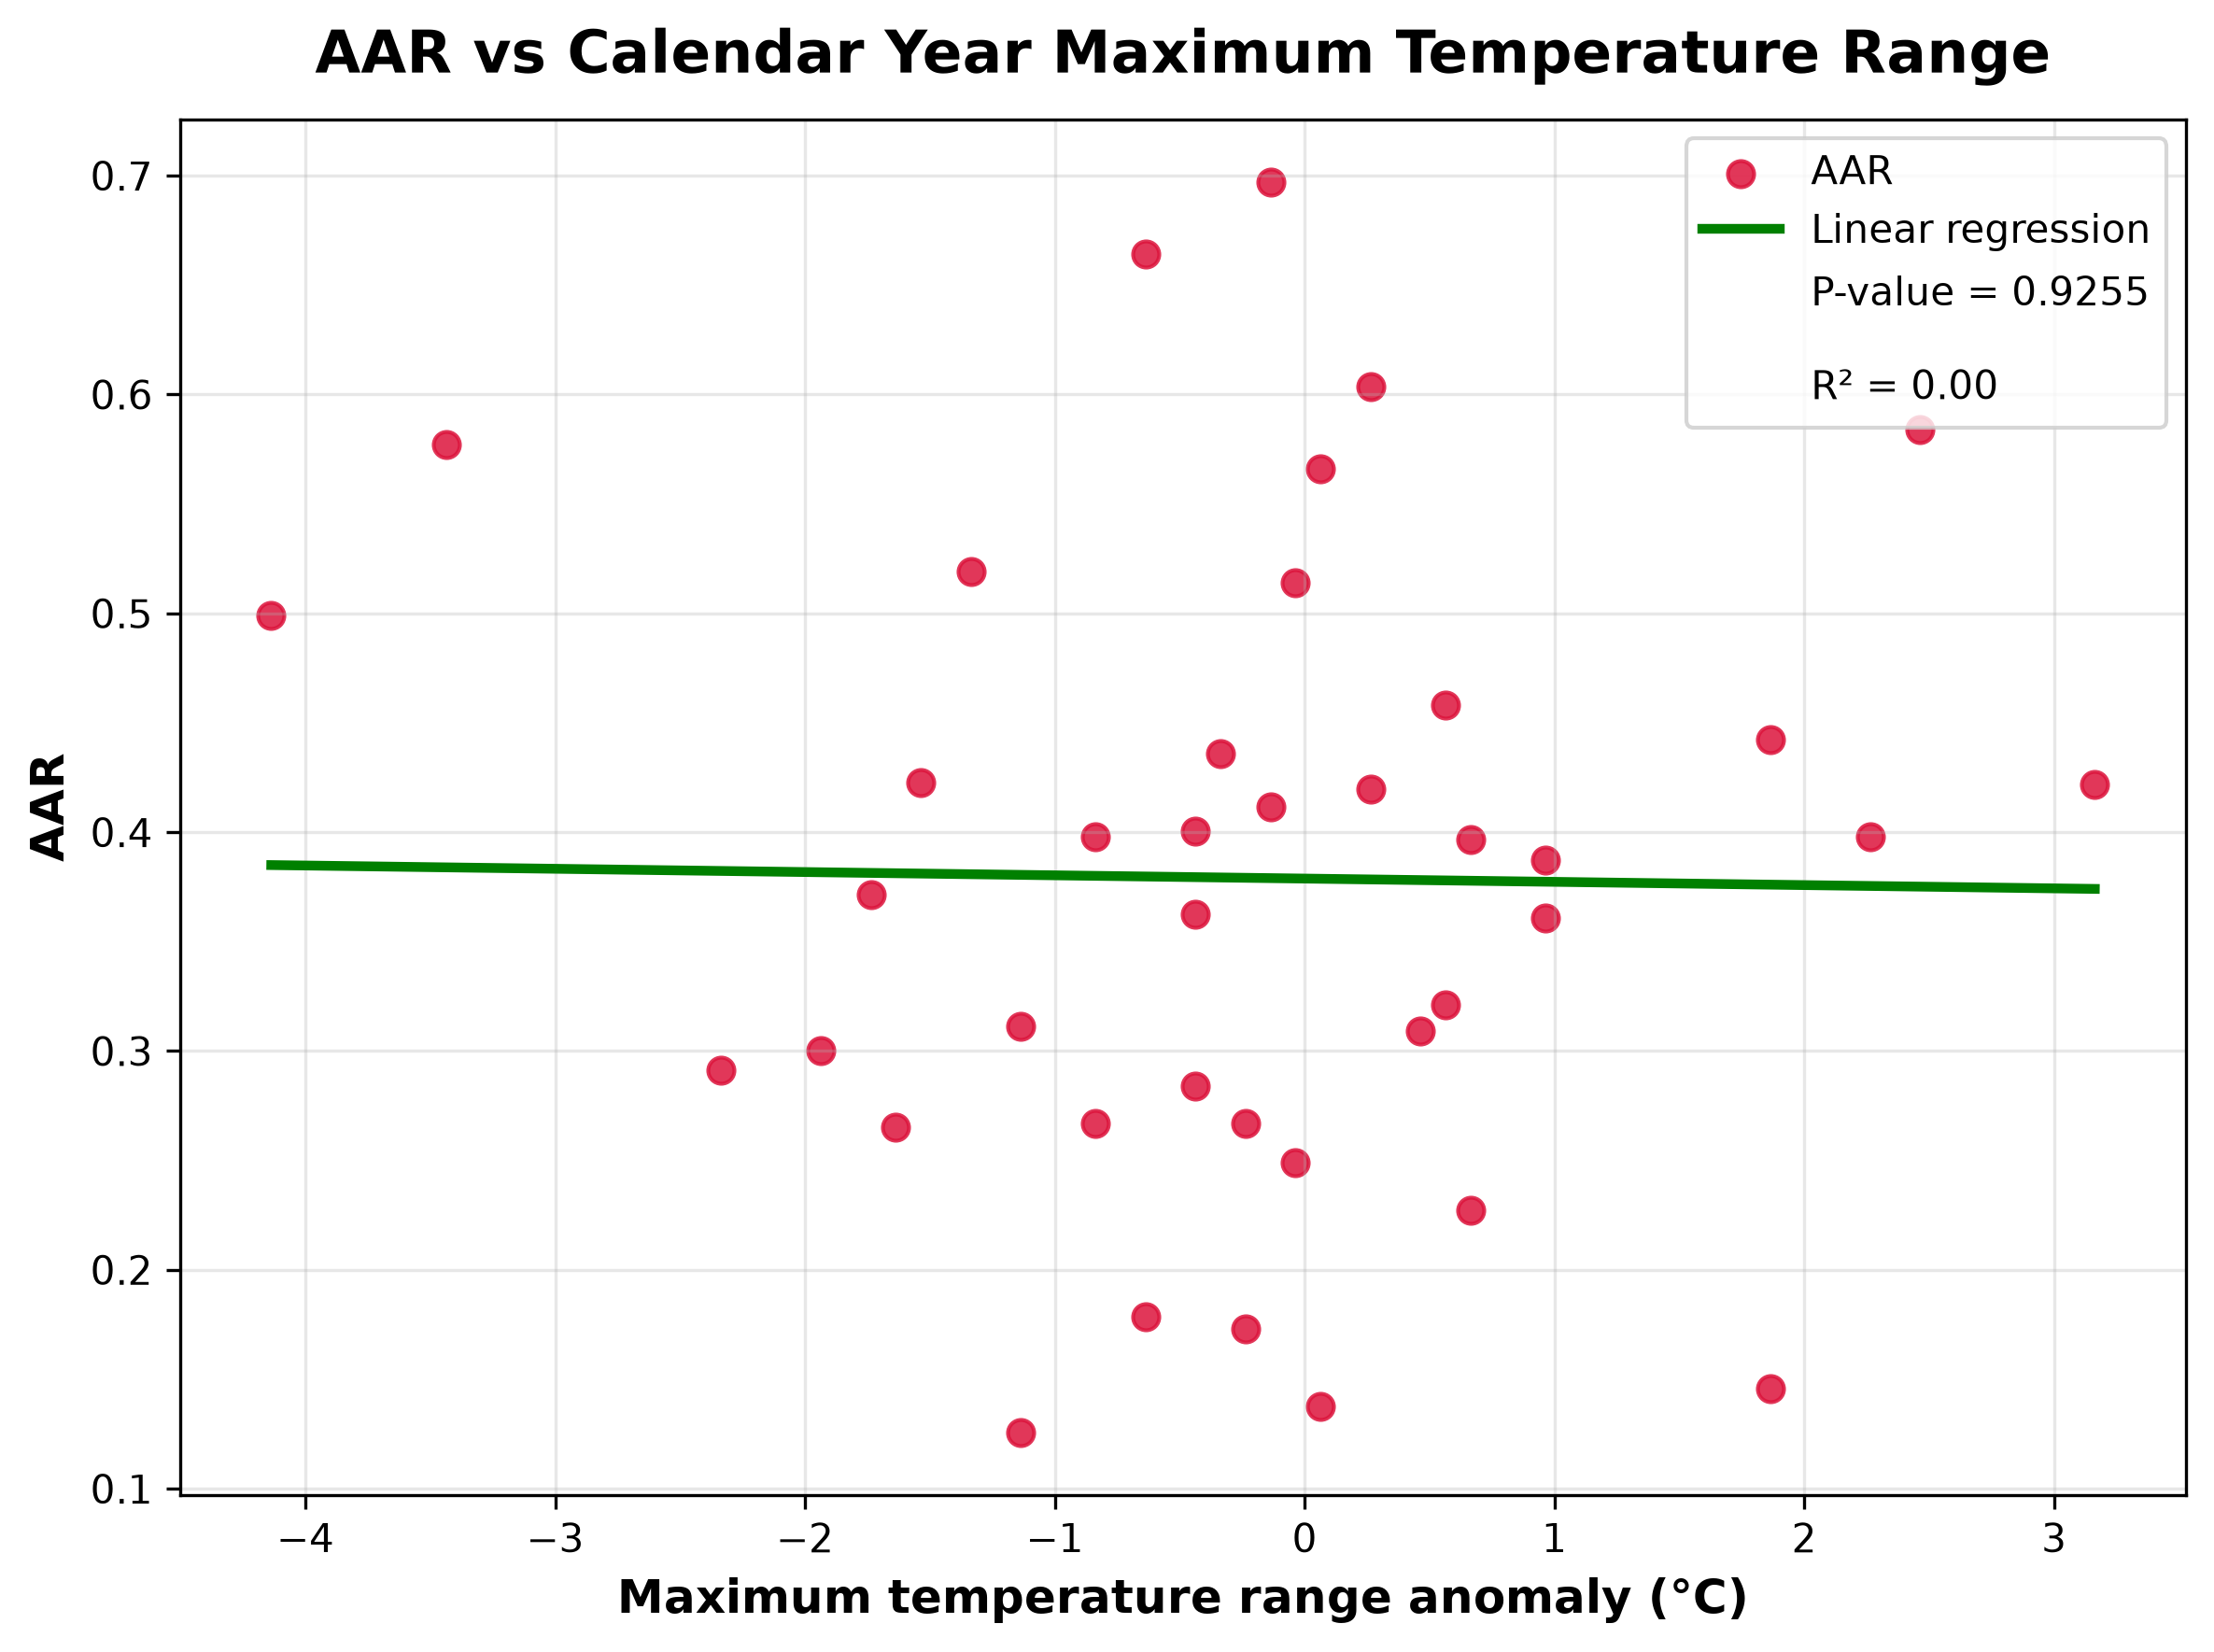 AAR vs Calendar Year Maximum Temperature Range
AAR
Linear regression
P-value = 0.9255
R² = 0.00
0.7
0.6
0.5
0.4
0.3
0.2
0.1
AAR
−4 −3 −2 −1 0 1 2 3
Maximum temperature range anomaly (°C)